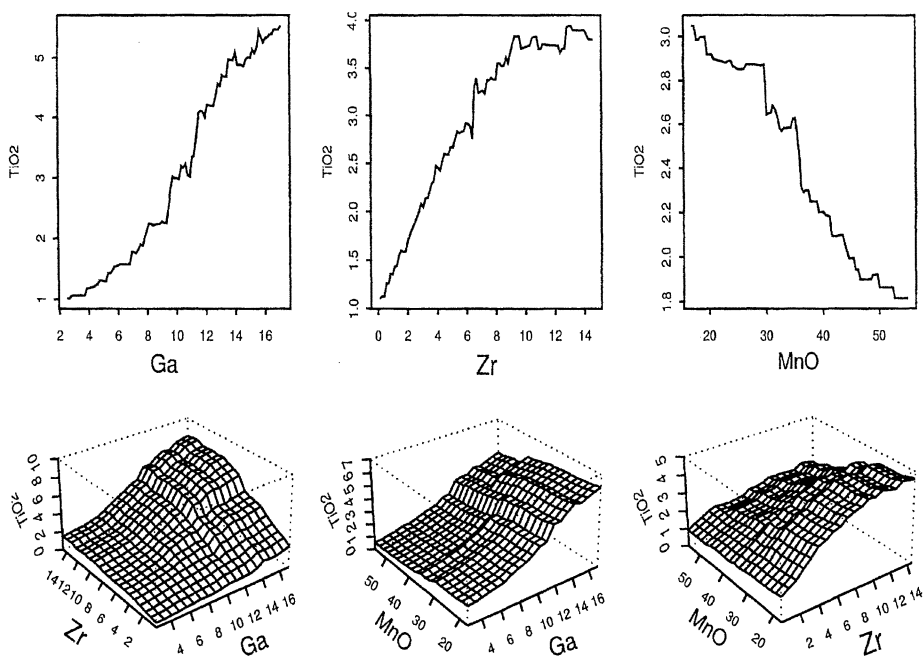 TiO2
5
4
3
2
1
2 4 6 8 10 12 14 16
Ga
TiO2
4.0
3.5
3.0
2.5
2.0
1.5
1.0
0 2 4 6 8 10 12 14
Zr
TiO2
3.0
2.8
2.6
2.4
2.2
2.0
1.8
20 30 40 50
MnO
TiO2
0 2 4 6 8 10
14 12 10 8 6 4 2
Zr
4 6 8 10 12 14 16
Ga
TiO2
0 1 2 3 4 5 6 7
50 40 30 20
MnO
4 6 8 10 12 14 16
Ga
TiO2
0 1 2 3 4 5
50 40 30 20
MnO
2 4 6 8 10 12 14
Zr